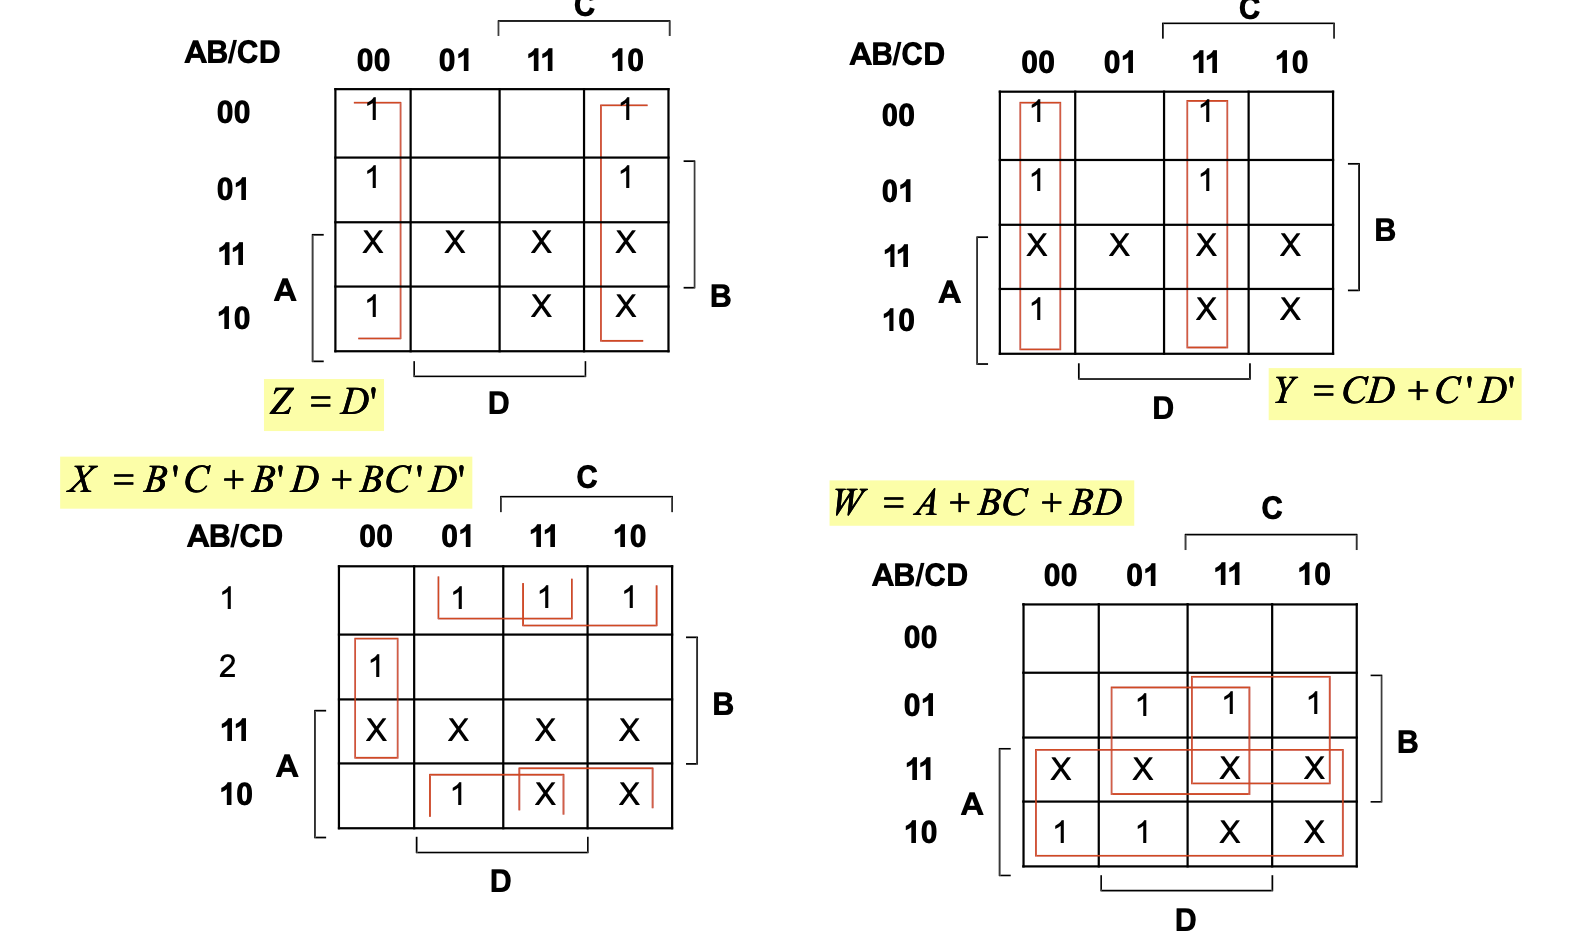 C
AB/CD 00 01 11 10
00 1 1
01 1 1
11 X X X X
A
B
10 1 X X
Z = D'
D
C
AB/CD 00 01 11 10
00 1 1
01 1 1
B
11 X X X X
A
10 1 X X
Y = CD + C'D'
D
X = B'C + B'D + BC'D'
C
AB/CD 00 01 11 10
1 1 1 1
2 1
B
11 X X X X
A
10 1 X X
D
W = A + BC + BD
C
AB/CD 00 01 11 10
00
01 1 1 1
B
11 X X X X
A
10 1 1 X X
D